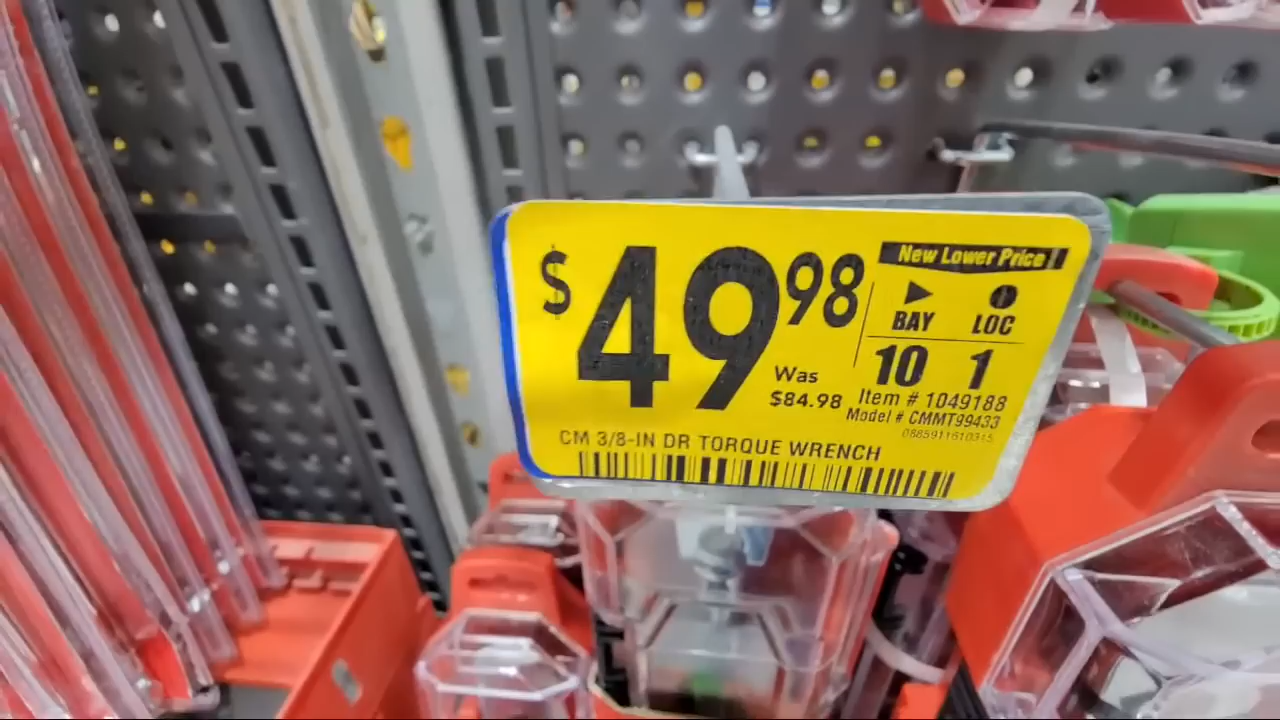 $49.98
New Lower Price!
BAY LOC
10 1
Was
$84.98
Item # 1049188
Model # CMMT99433
0885911610315
CM 3/8-IN DR TORQUE WRENCH